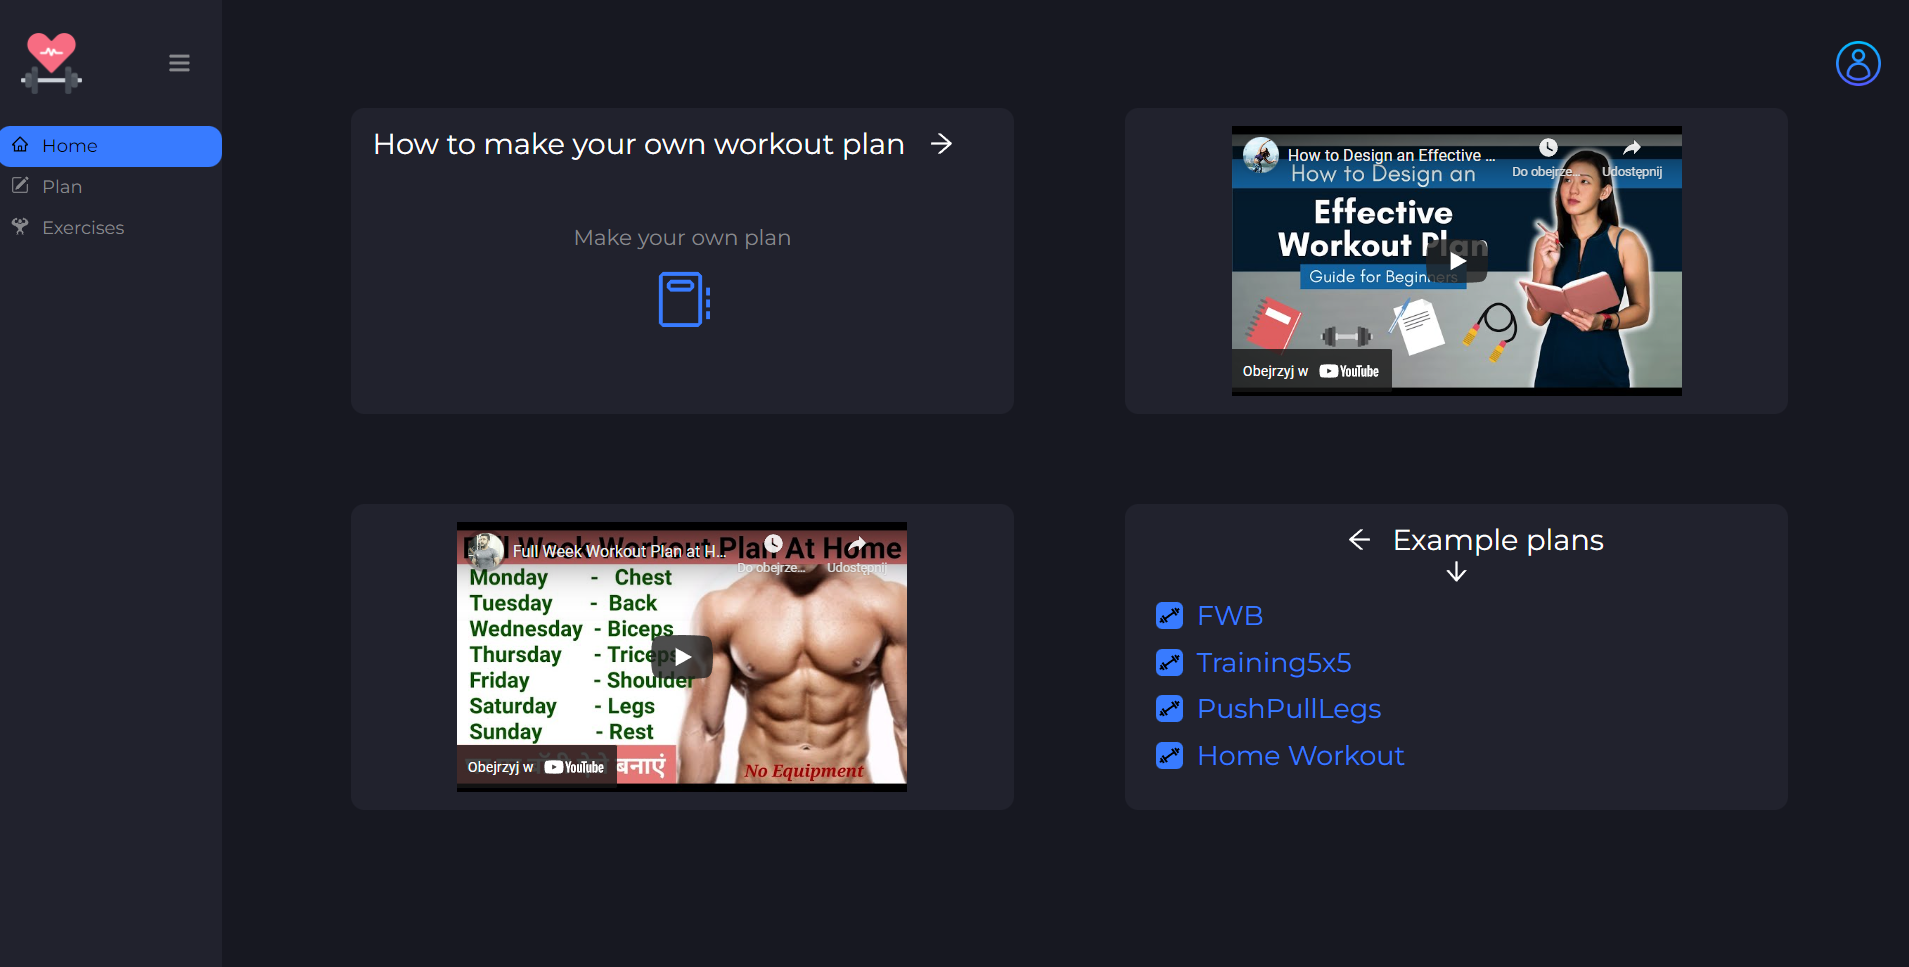 Home
Plan
Exercises
How to make your own workout plan
Make your own plan
How to Design an Effective ...
Do obejrze...
Udostępnij
How to Design an
Effective
Workout Plan
Guide for Beginners
Obejrzyj w YouTube
Full Week Workout Plan at H...
Do obejrze...
Udostępnij
Full Week Workout Plan At Home
Monday - Chest
Tuesday - Back
Wednesday - Biceps
Thursday - Triceps
Friday - Shoulder
Saturday - Legs
Sunday - Rest
Obejrzyj w YouTube
बनाएं
No Equipment
Example plans
FWB
Training5x5
PushPullLegs
Home Workout